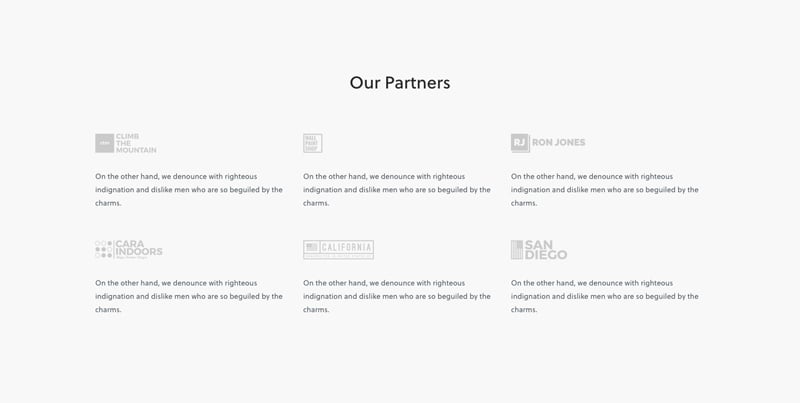 Our Partners
CLIMB
THE
MOUNTAIN
WALL
PAINT
SHOP
RJ RON JONES
On the other hand, we denounce with righteous
indignation and dislike men who are so beguiled by the
charms.
On the other hand, we denounce with righteous
indignation and dislike men who are so beguiled by the
charms.
On the other hand, we denounce with righteous
indignation and dislike men who are so beguiled by the
charms.
CARA
INDOORS
CALIFORNIA
SAN
DIEGO
On the other hand, we denounce with righteous
indignation and dislike men who are so beguiled by the
charms.
On the other hand, we denounce with righteous
indignation and dislike men who are so beguiled by the
charms.
On the other hand, we denounce with righteous
indignation and dislike men who are so beguiled by the
charms.